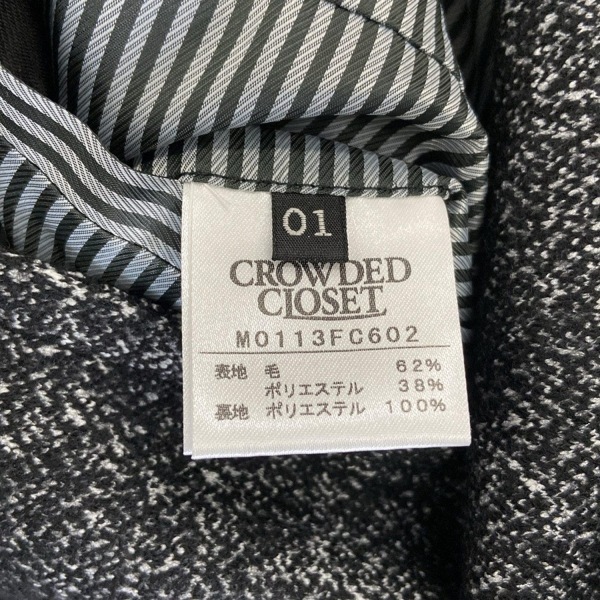 01
CROWDED
CLOSET
M0113FC602
表地 毛 62%
ポリエステル 38%
裏地 ポリエステル 100%